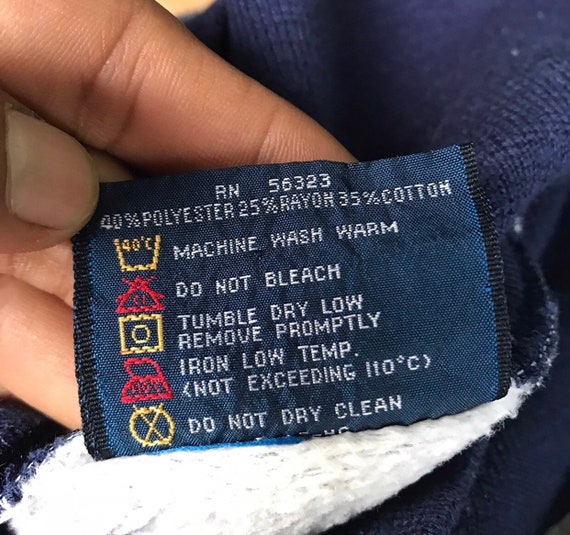 RN 56323
40%POLYESTER 25%RAYON 35%COTTON
40°C MACHINE WASH WARM
CL DO NOT BLEACH
TUMBLE DRY LOW
REMOVE PROMPTLY
IRON LOW TEMP.
(NOT EXCEEDING 110°C)
DO NOT DRY CLEAN